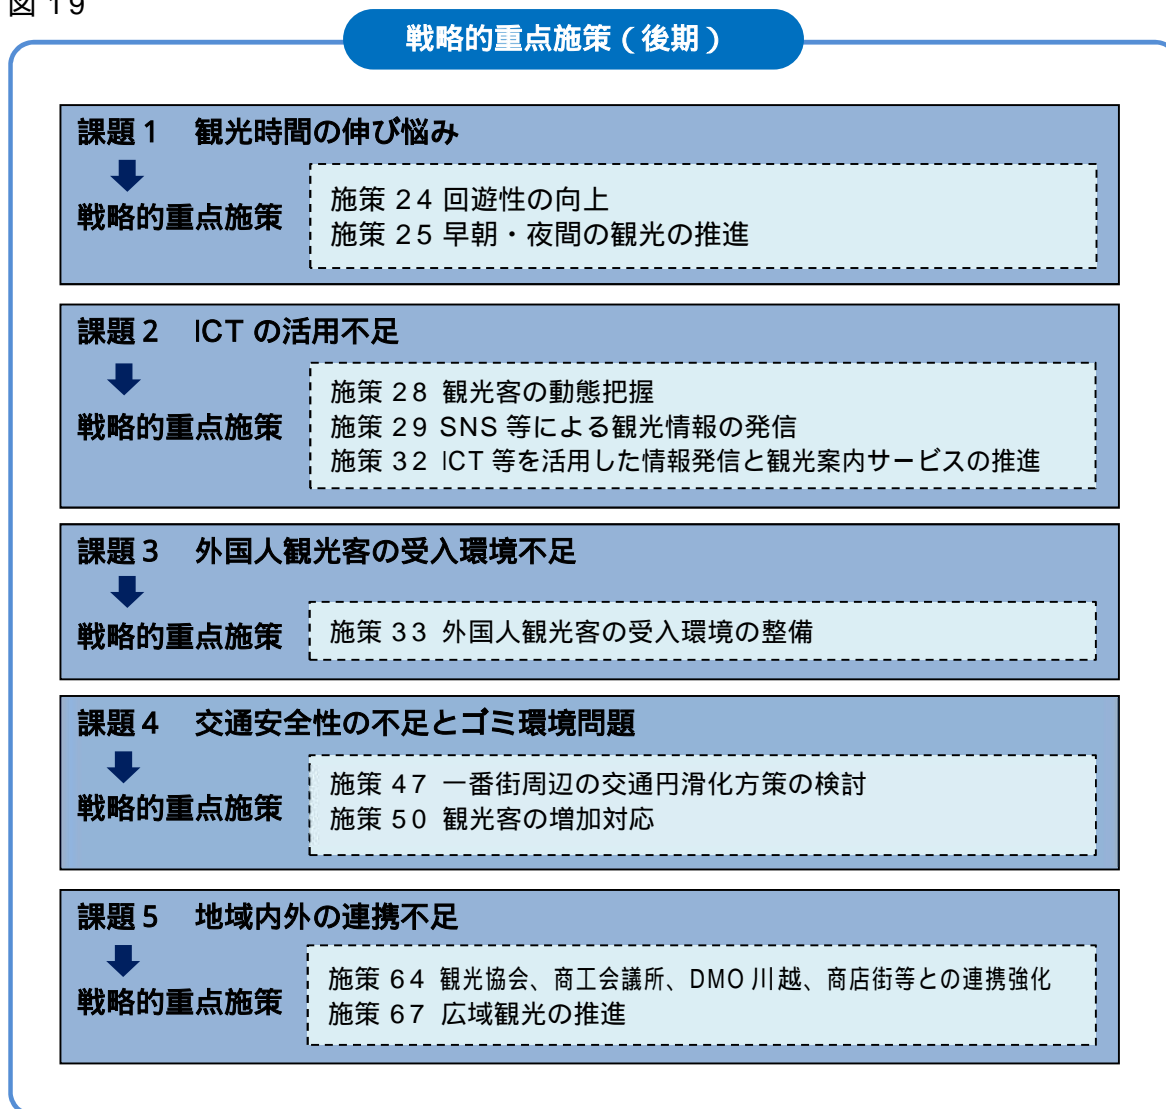 図 19
戦略的重点施策（後期）
課題1 観光時間の伸び悩み
戦略的重点施策
施策 24 回遊性の向上
施策 25 早朝・夜間の観光の推進
課題2 ICT の活用不足
戦略的重点施策
施策 28 観光客の動態把握
施策 29 SNS 等による観光情報の発信
施策 32 ICT 等を活用した情報発信と観光案内サービスの推進
課題3 外国人観光客の受入環境不足
戦略的重点施策
施策 33 外国人観光客の受入環境の整備
課題4 交通安全性の不足とゴミ環境問題
戦略的重点施策
施策 47 一番街周辺の交通円滑化方策の検討
施策 50 観光客の増加対応
課題5 地域内外の連携不足
戦略的重点施策
施策 64 観光協会、商工会議所、DMO 川越、商店街等との連携強化
施策 67 広域観光の推進